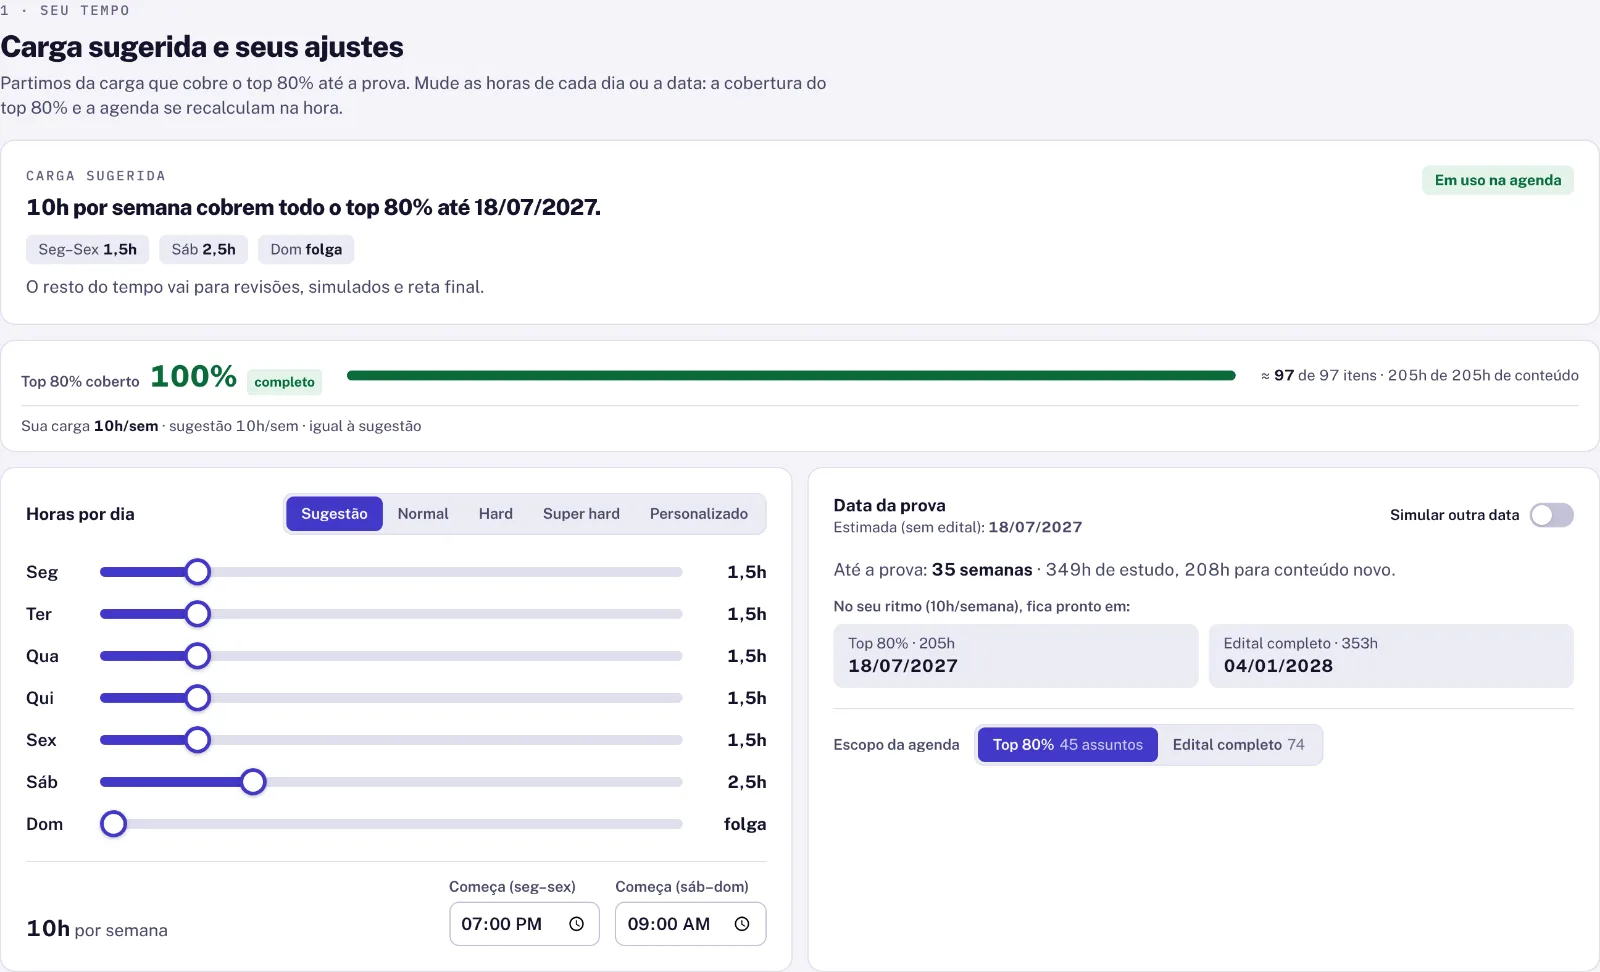 1 · SEU TEMPO
Carga sugerida e seus ajustes
Partimos da carga que cobre o top 80% até a prova. Mude as horas de cada dia ou a data: a cobertura do
top 80% e a agenda se recalculam na hora.
CARGA SUGERIDA
Em uso na agenda
10h por semana cobrem todo o top 80% até 18/07/2027.
Seg–Sex 1,5h
Sáb 2,5h
Dom folga
O resto do tempo vai para revisões, simulados e reta final.
Top 80% coberto 100% completo
≈ 97 de 97 itens · 205h de 205h de conteúdo
Sua carga 10h/sem · sugestão 10h/sem · igual à sugestão
Horas por dia
Sugestão Normal Hard Super hard Personalizado
Seg 1,5h
Ter 1,5h
Qua 1,5h
Qui 1,5h
Sex 1,5h
Sáb 2,5h
Dom folga
10h por semana
Começa (seg–sex)
07:00 PM
Começa (sáb–dom)
09:00 AM
Data da prova
Estimada (sem edital): 18/07/2027
Simular outra data
Até a prova: 35 semanas · 349h de estudo, 208h para conteúdo novo.
No seu ritmo (10h/semana), fica pronto em:
Top 80% · 205h
18/07/2027
Edital completo · 353h
04/01/2028
Escopo da agenda
Top 80% 45 assuntos
Edital completo 74